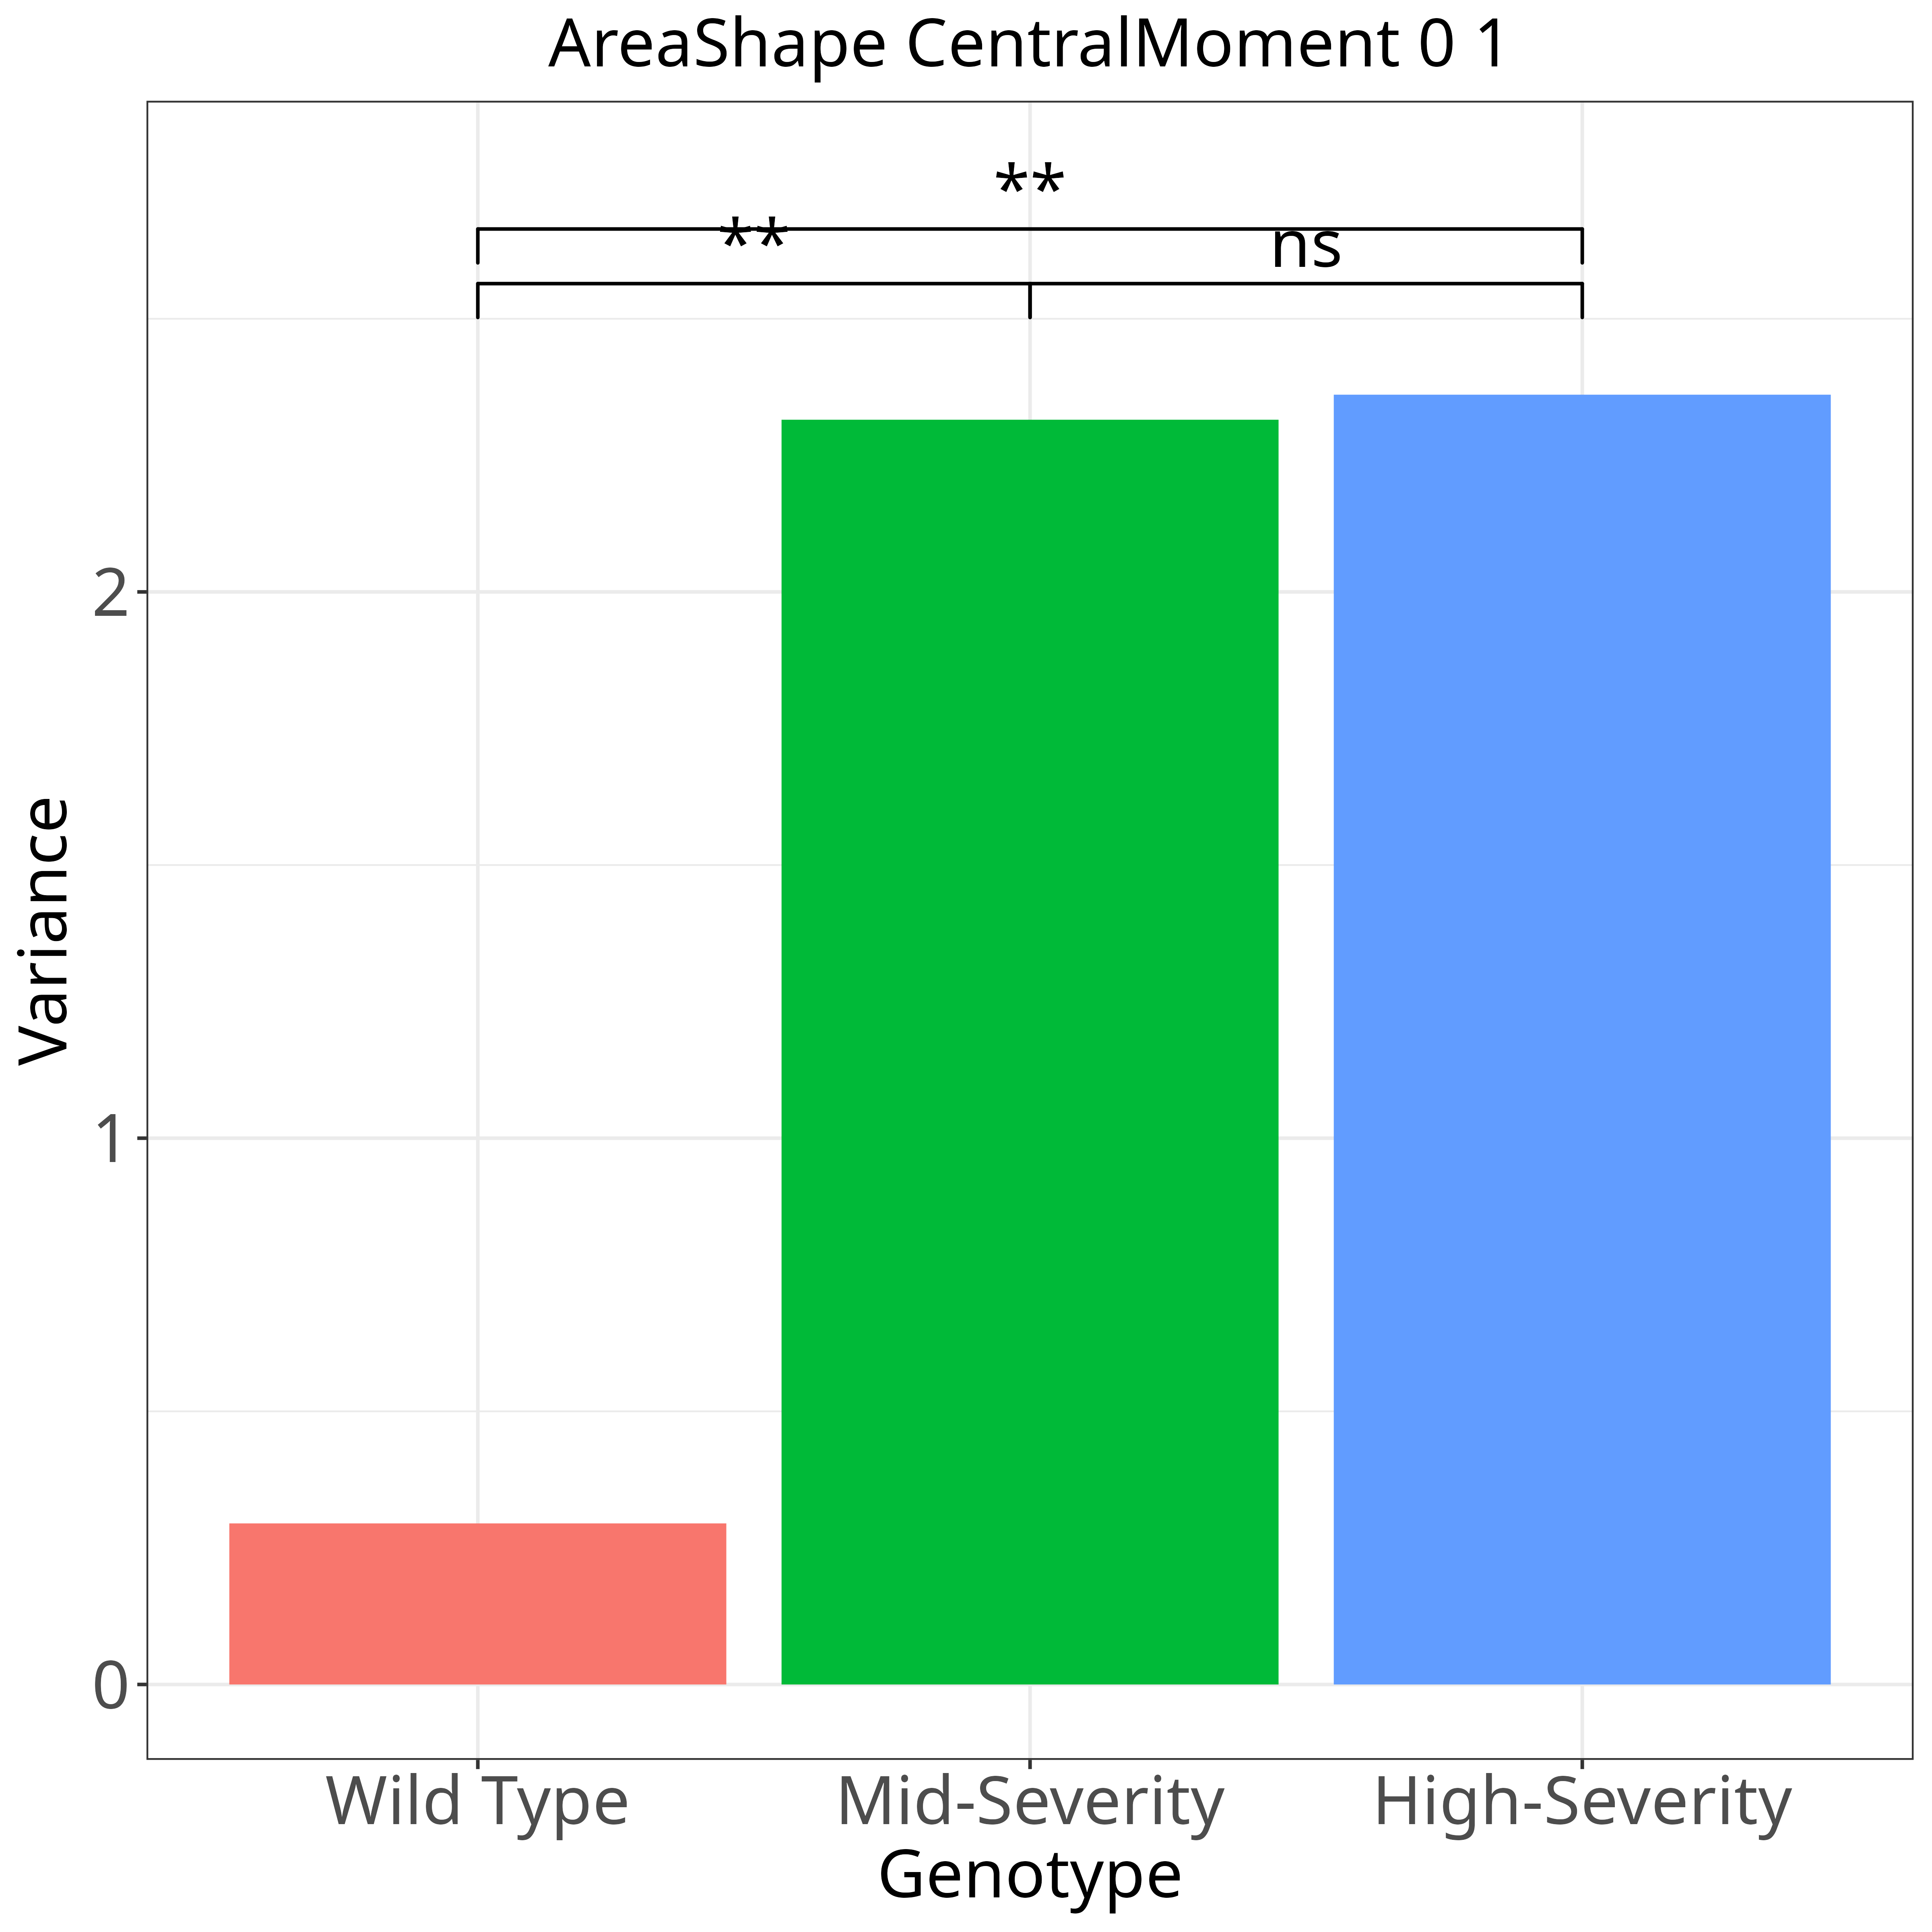 AreaShape CentralMoment 0 1
**
** ns
2
1
0
Variance
Wild Type Mid-Severity High-Severity
Genotype